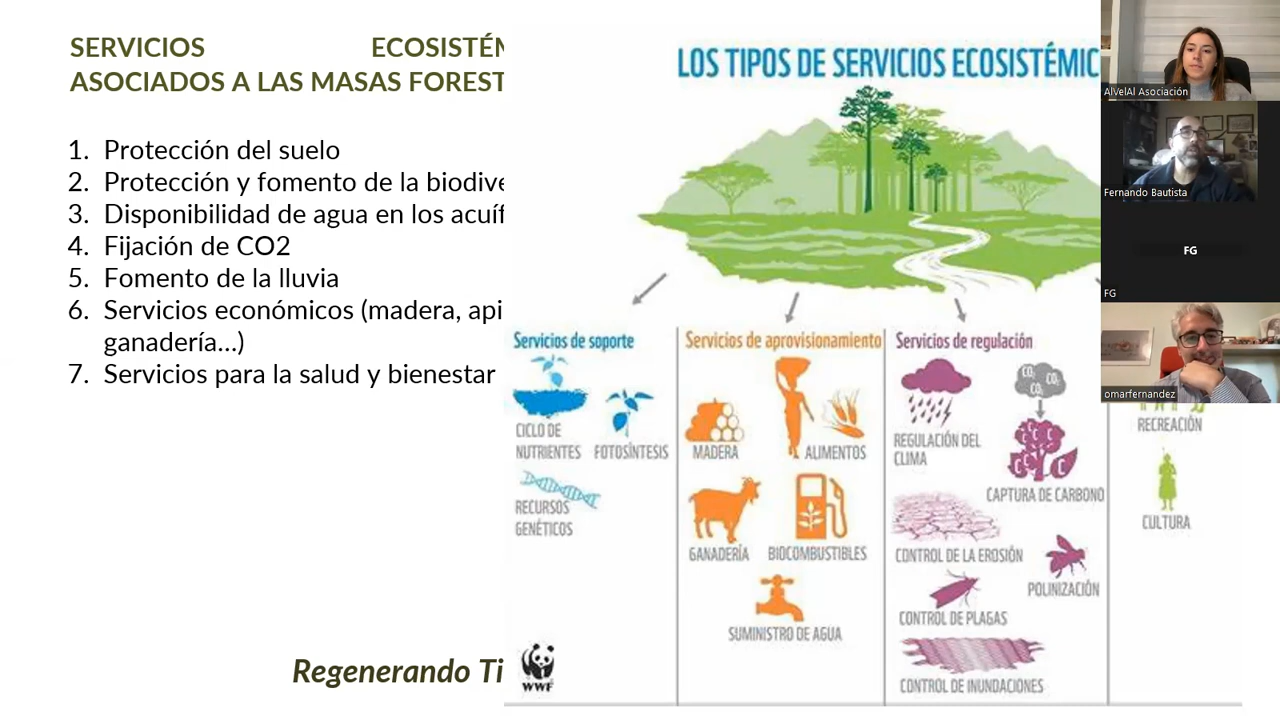 SERVICIOS ECOSISTÉM
ASOCIADOS A LAS MASAS FOREST
1. Protección del suelo
2. Protección y fomento de la biodive
3. Disponibilidad de agua en los acuíf
4. Fijación de CO2
5. Fomento de la lluvia
6. Servicios económicos (madera, api
ganadería...)
7. Servicios para la salud y bienestar
Regenerando Ti
LOS TIPOS DE SERVICIOS ECOSISTÉMIC
Servicios de soporte
CICLO DE
NUTRIENTES
FOTOSÍNTESIS
RECURSOS
GENÉTICOS
WWF
Servicios de aprovisionamiento
MADERA
ALIMENTOS
GANADERÍA
BIOCOMBUSTIBLES
SUMINISTRO DE AGUA
Servicios de regulación
REGULACIÓN DEL
CLIMA
CO2
CO2
CO2
C
C
C
C
CAPTURA DE CARBONO
CONTROL DE LA EROSIÓN
POLINIZACIÓN
CONTROL DE PLAGAS
CONTROL DE INUNDACIONES
RECREACIÓN
CULTURA
AlVelAl Asociación
Fernando Bautista
FG
FG
omarfernandez